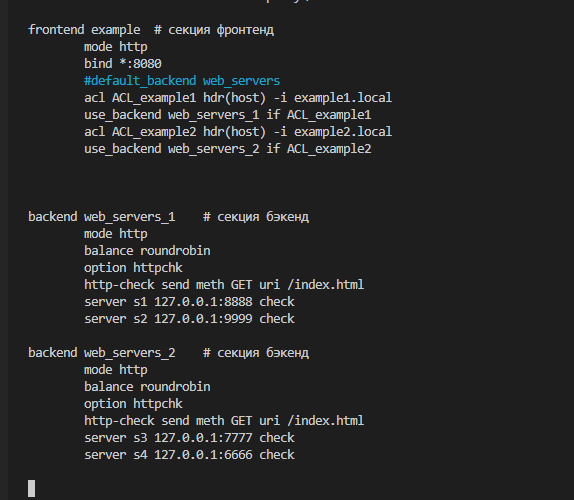 frontend example  # секция фронтенд
        mode http
        bind *:8080
        #default_backend web_servers
        acl ACL_example1 hdr(host) -i example1.local
        use_backend web_servers_1 if ACL_example1
        acl ACL_example2 hdr(host) -i example2.local
        use_backend web_servers_2 if ACL_example2

backend web_servers_1    # секция бэкенд
        mode http
        balance roundrobin
        option httpchk
        http-check send meth GET uri /index.html
        server s1 127.0.0.1:8888 check
        server s2 127.0.0.1:9999 check

backend web_servers_2    # секция бэкенд
        mode http
        balance roundrobin
        option httpchk
        http-check send meth GET uri /index.html
        server s3 127.0.0.1:7777 check
        server s4 127.0.0.1:6666 check